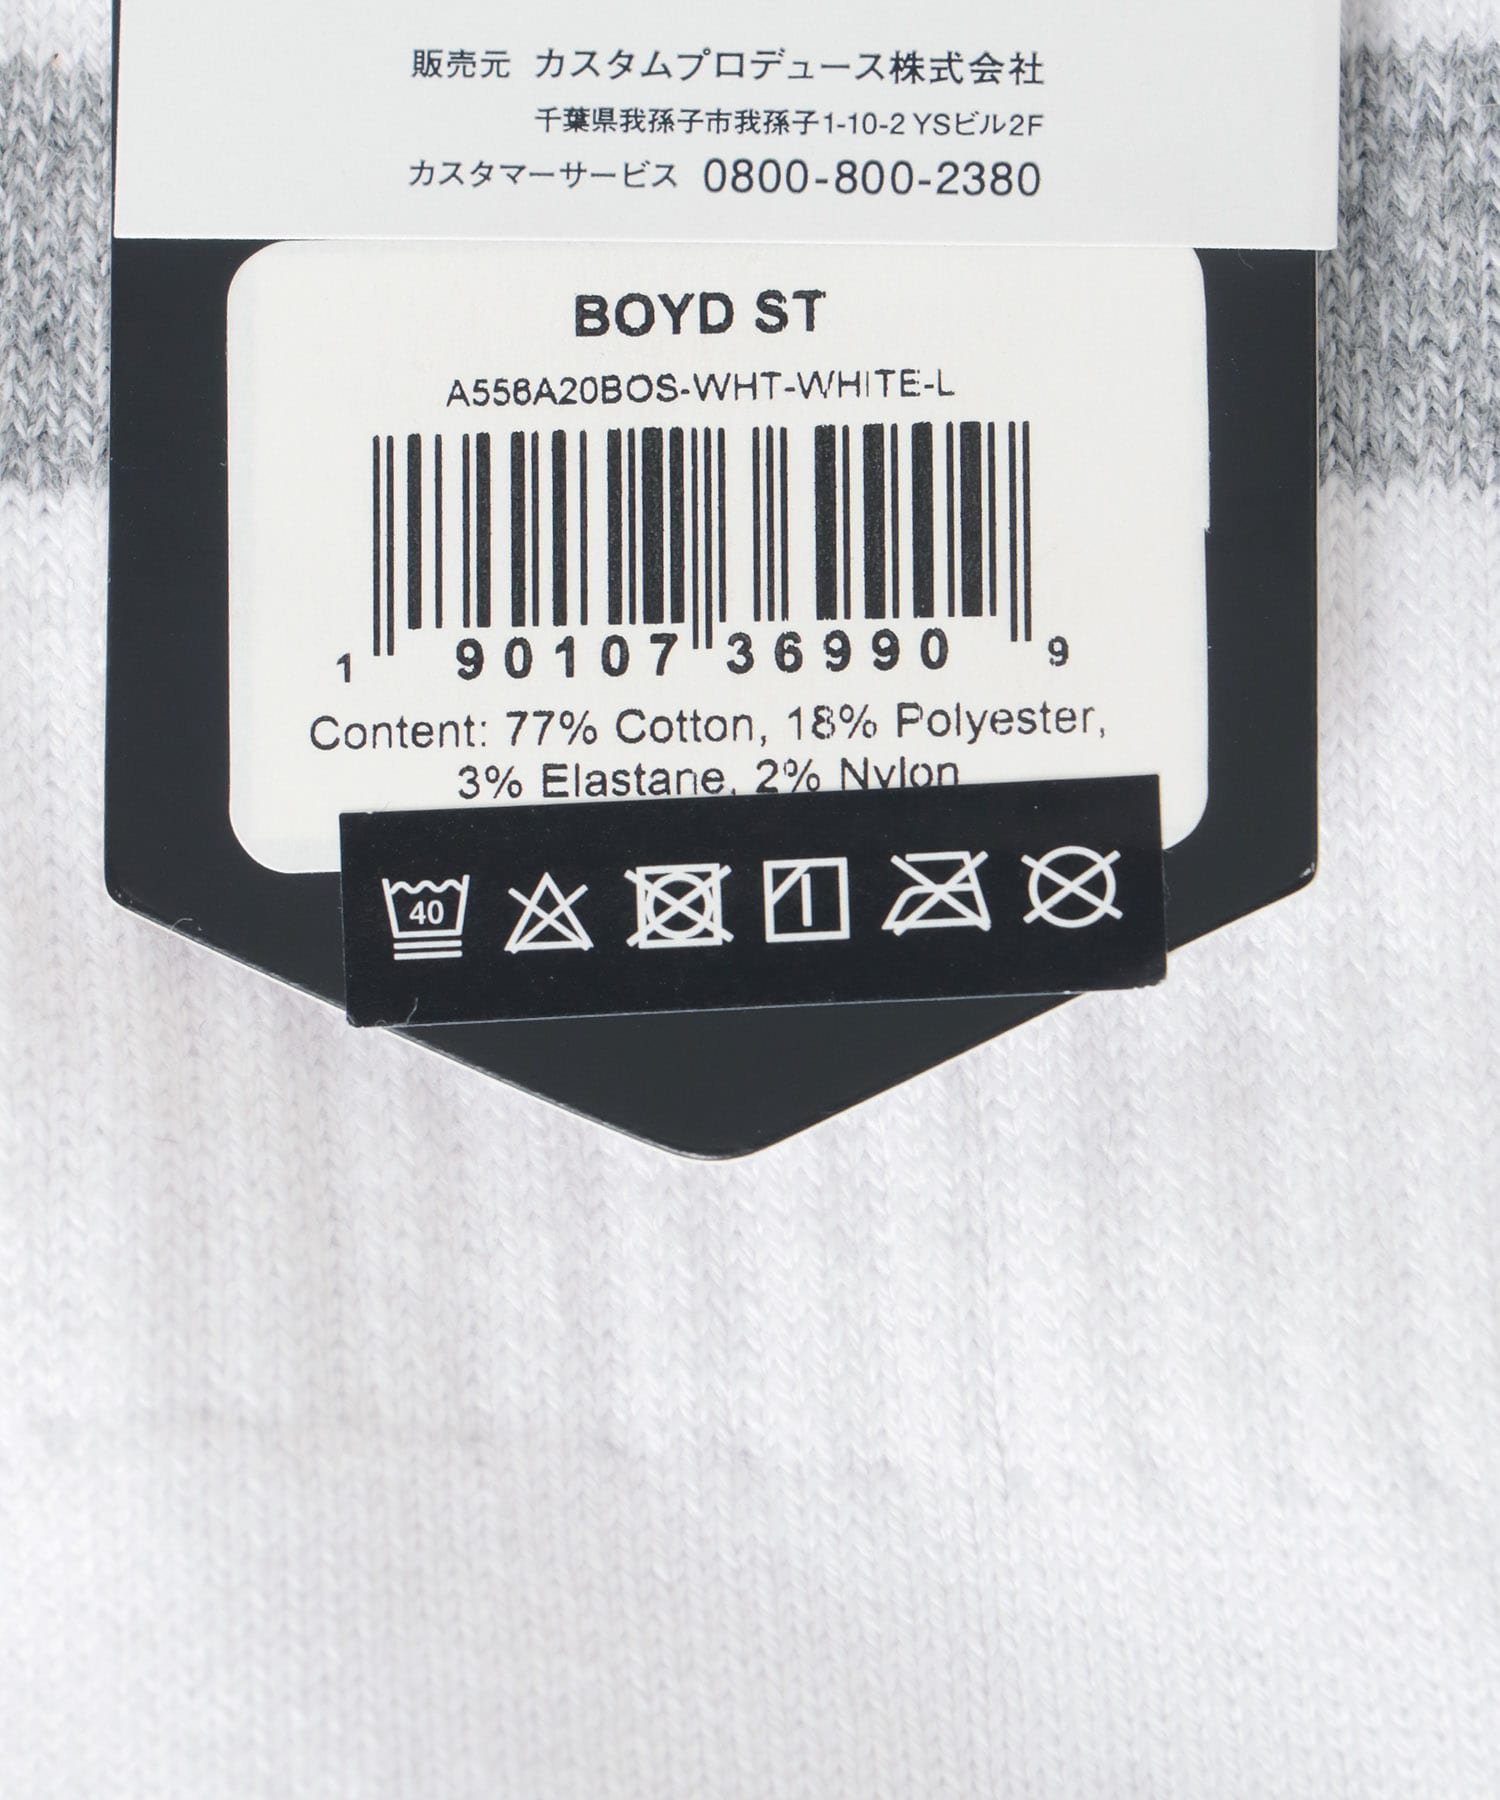 販売元 カスタムプロデュース株式会社
千葉県我孫子市我孫子1-10-2 YSビル2F
カスタマーサービス 0800-800-2380
BOYD ST
A556A20BOS-WHT-WHITE-L
1 90107 36990 9
Content: 77% Cotton, 18% Polyester,
3% Elastane, 2% Nylon
40